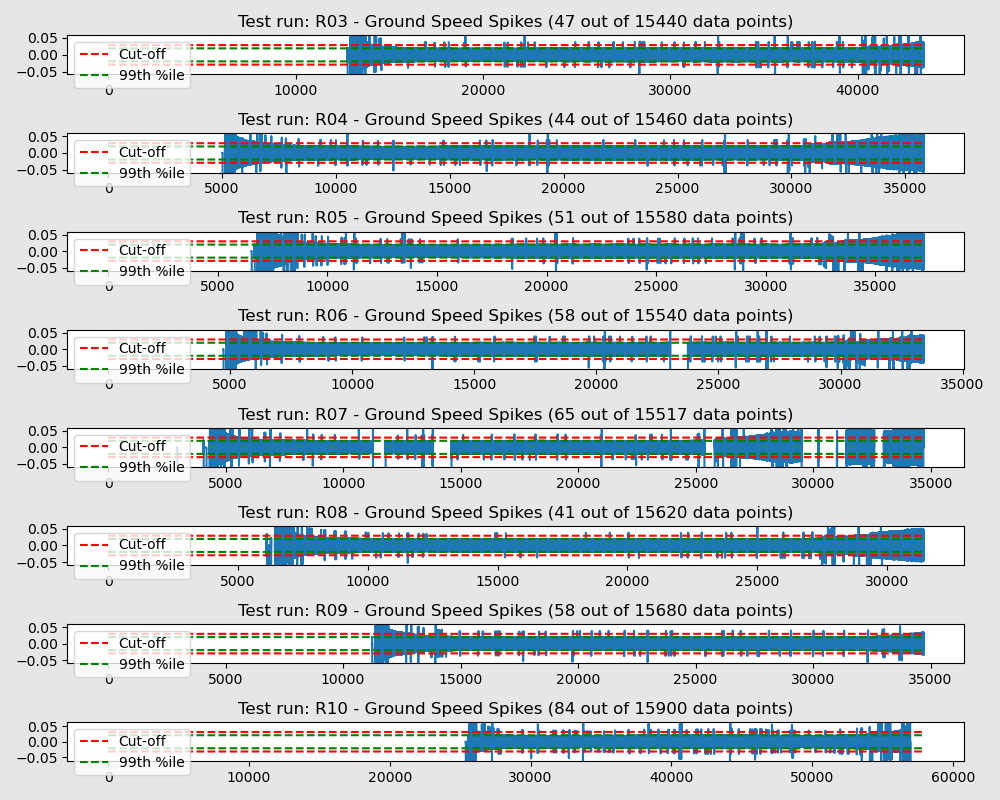 Test run: R03 - Ground Speed Spikes (47 out of 15440 data points)
0.05
0.00
−0.05
Cut-off
99th %ile
0 10000 20000 30000 40000
Test run: R04 - Ground Speed Spikes (44 out of 15460 data points)
0.05
0.00
−0.05
Cut-off
99th %ile
0 5000 10000 15000 20000 25000 30000 35000
Test run: R05 - Ground Speed Spikes (51 out of 15580 data points)
0.05
0.00
−0.05
Cut-off
99th %ile
0 5000 10000 15000 20000 25000 30000 35000
Test run: R06 - Ground Speed Spikes (58 out of 15540 data points)
0.05
0.00
−0.05
Cut-off
99th %ile
0 5000 10000 15000 20000 25000 30000 35000
Test run: R07 - Ground Speed Spikes (65 out of 15517 data points)
0.05
0.00
−0.05
Cut-off
99th %ile
0 5000 10000 15000 20000 25000 30000 35000
Test run: R08 - Ground Speed Spikes (41 out of 15620 data points)
0.05
0.00
−0.05
Cut-off
99th %ile
0 5000 10000 15000 20000 25000 30000
Test run: R09 - Ground Speed Spikes (58 out of 15680 data points)
0.05
0.00
−0.05
Cut-off
99th %ile
0 5000 10000 15000 20000 25000 30000 35000
Test run: R10 - Ground Speed Spikes (84 out of 15900 data points)
0.05
0.00
−0.05
Cut-off
99th %ile
0 10000 20000 30000 40000 50000 60000